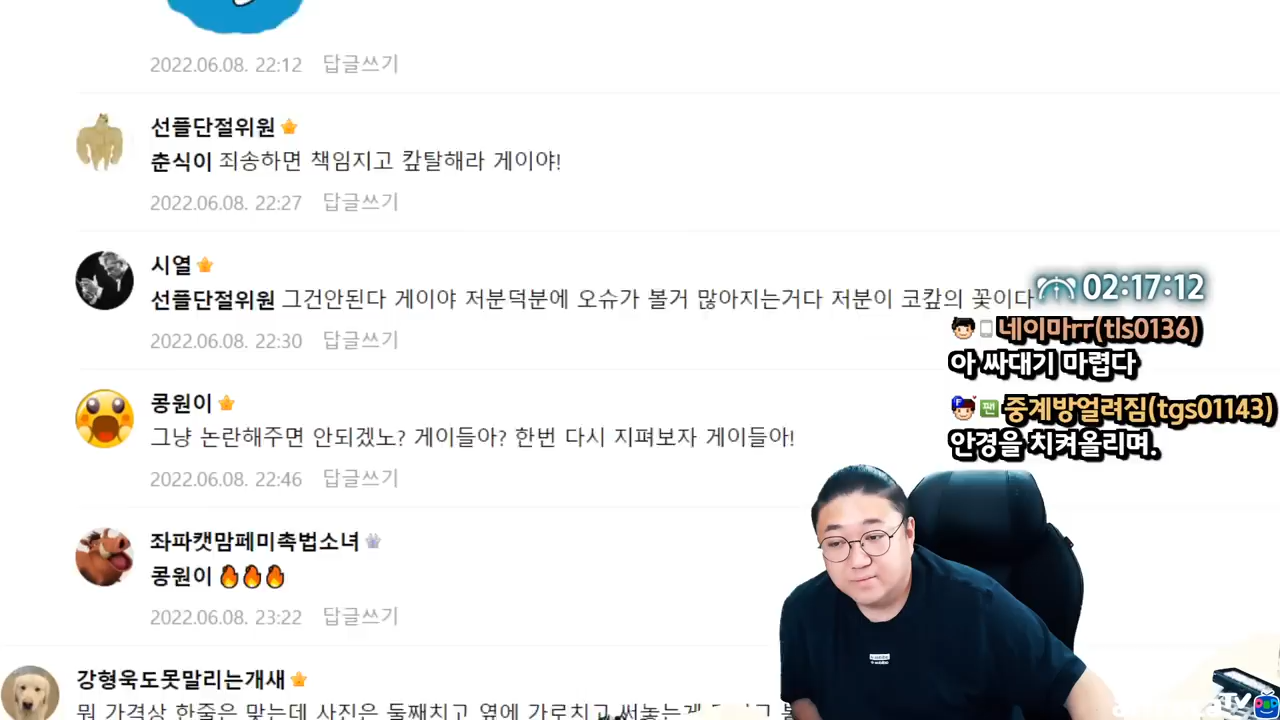 2022.06.08. 22:12 답글쓰기
선플단절위원
춘식이 죄송하면 책임지고 캎탈해라 게이야!
2022.06.08. 22:27 답글쓰기
시열
선플단절위원 그건안된다 게이야 저분덕분에 오슈가 볼거 많아지는거다 저분이 코캎의 꽃이다
2022.06.08. 22:30 답글쓰기
02:17:12
네이마rr(tls0136)
아 싸대기 마렵다
중계방얼려짐(tgs01143)
안경을 치켜올리며.
콩원이
그냥 논란해주면 안되겠노? 게이들아? 한번 다시 지펴보자 게이들아!
2022.06.08. 22:46 답글쓰기
좌파캣맘페미촉법소녀
콩원이
2022.06.08. 23:22 답글쓰기
강형욱도못말리는개새
뭐 가격상 한줄은 맞는데 사진은 둘째치고 옆에 가로치고 써놓는게